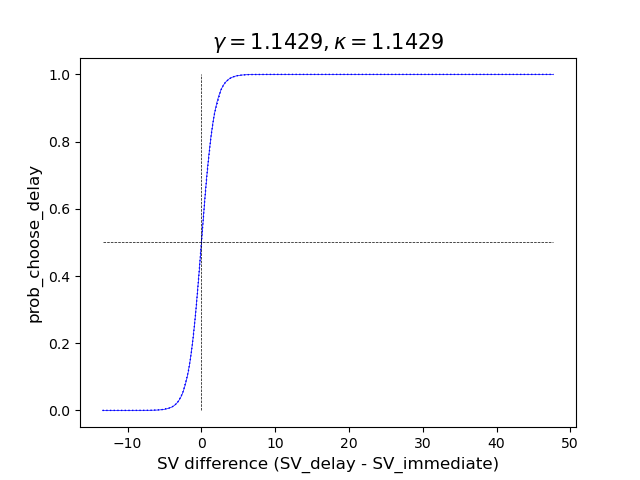 γ = 1.1429, κ = 1.1429
prob_choose_delay
1.0
0.8
0.6
0.4
0.2
0.0
−10 0 10 20 30 40 50
SV difference (SV_delay - SV_immediate)